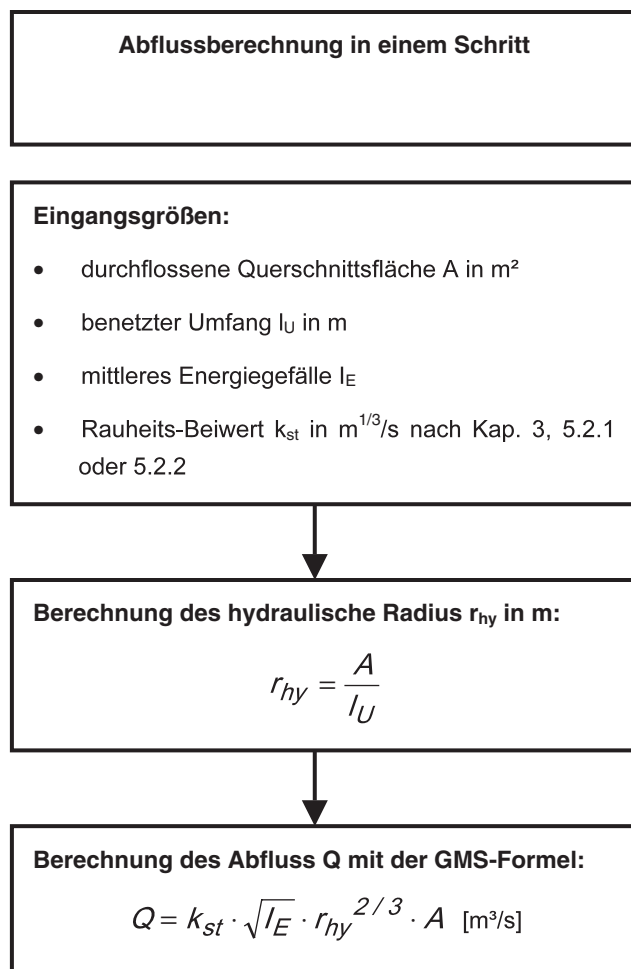 Abflussberechnung in einem Schritt
Eingangsgrößen:
• durchflossene Querschnittsfläche A in m²
• benetzter Umfang l_U in m
• mittleres Energiegefälle I_E
• Rauheits-Beiwert k_st in m^1/3/s nach Kap. 3, 5.2.1
oder 5.2.2
Berechnung des hydraulische Radius r_hy in m:
r_hy = A / l_U
Berechnung des Abfluss Q mit der GMS-Formel:
Q = k_st · √I_E · r_hy^2/3 · A [m³/s]